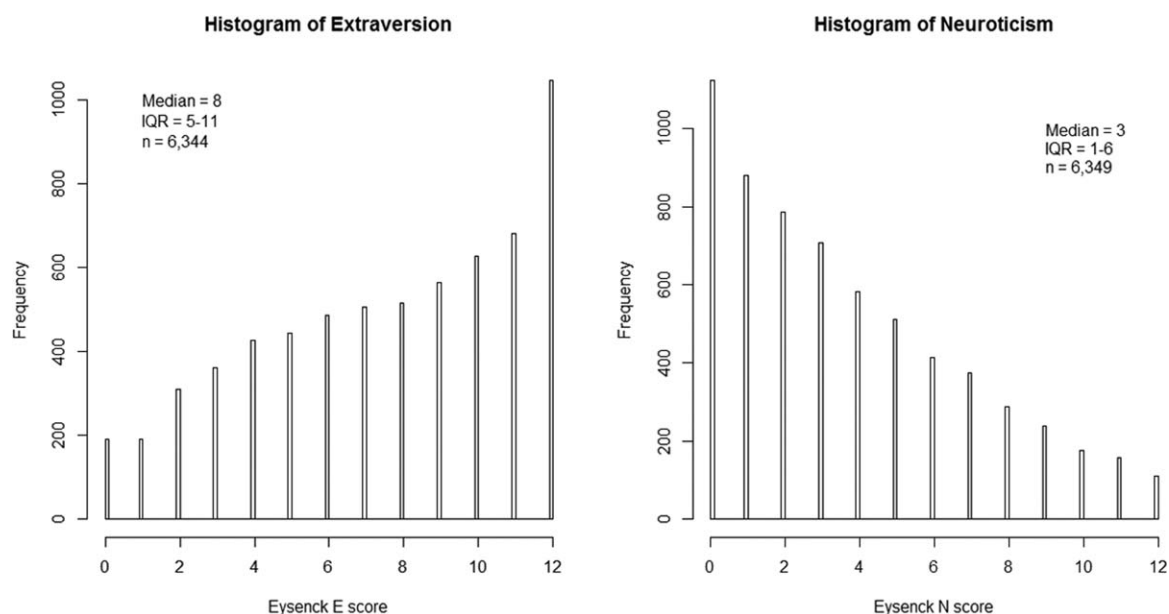 Histogram of Extraversion
Median = 8
IQR = 5-11
n = 6,344
Frequency
1000
800
600
400
200
0
0 2 4 6 8 10 12
Eysenck E score
Histogram of Neuroticism
Median = 3
IQR = 1-6
n = 6,349
Frequency
1000
800
600
400
200
0
0 2 4 6 8 10 12
Eysenck N score